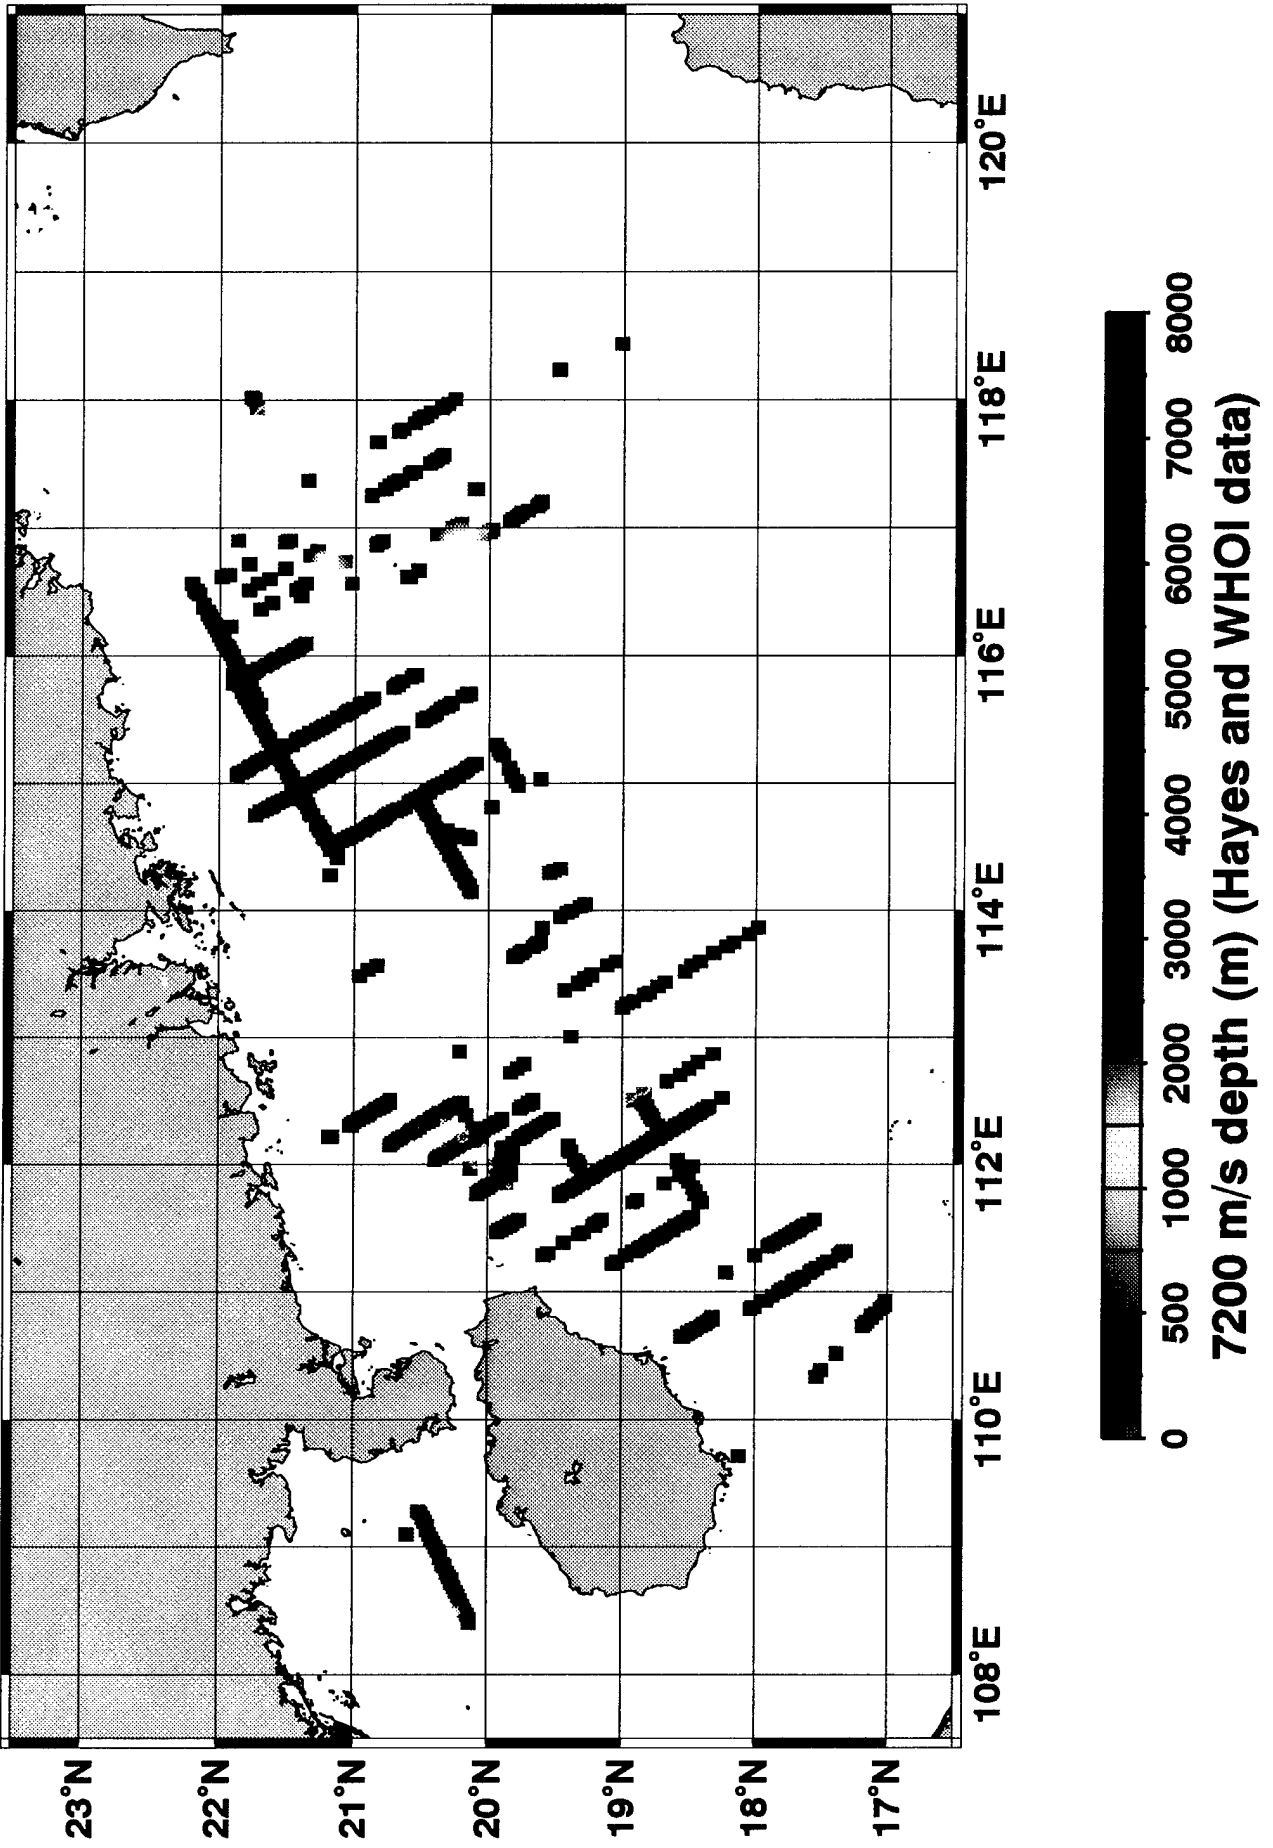 23°N
22°N
21°N
20°N
19°N
18°N
17°N
108°E
110°E
112°E
114°E
116°E
118°E
120°E
0
500
1000
2000
3000
4000
5000
6000
7000
8000
7200 m/s depth (m) (Hayes and WHOI data)